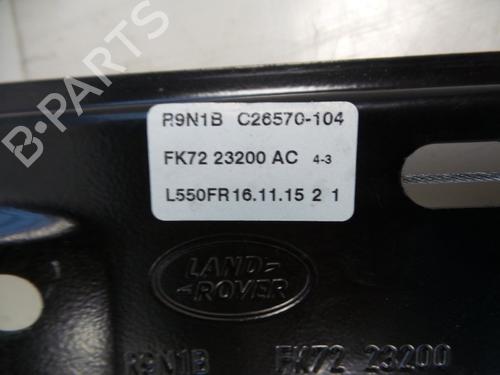 B-PARTS
R9N1B C26570-104
FK72 23200 AC 4-3
L550FR16.11.15 2 1
LAND-
-ROVER
R9N1B FK72 23200